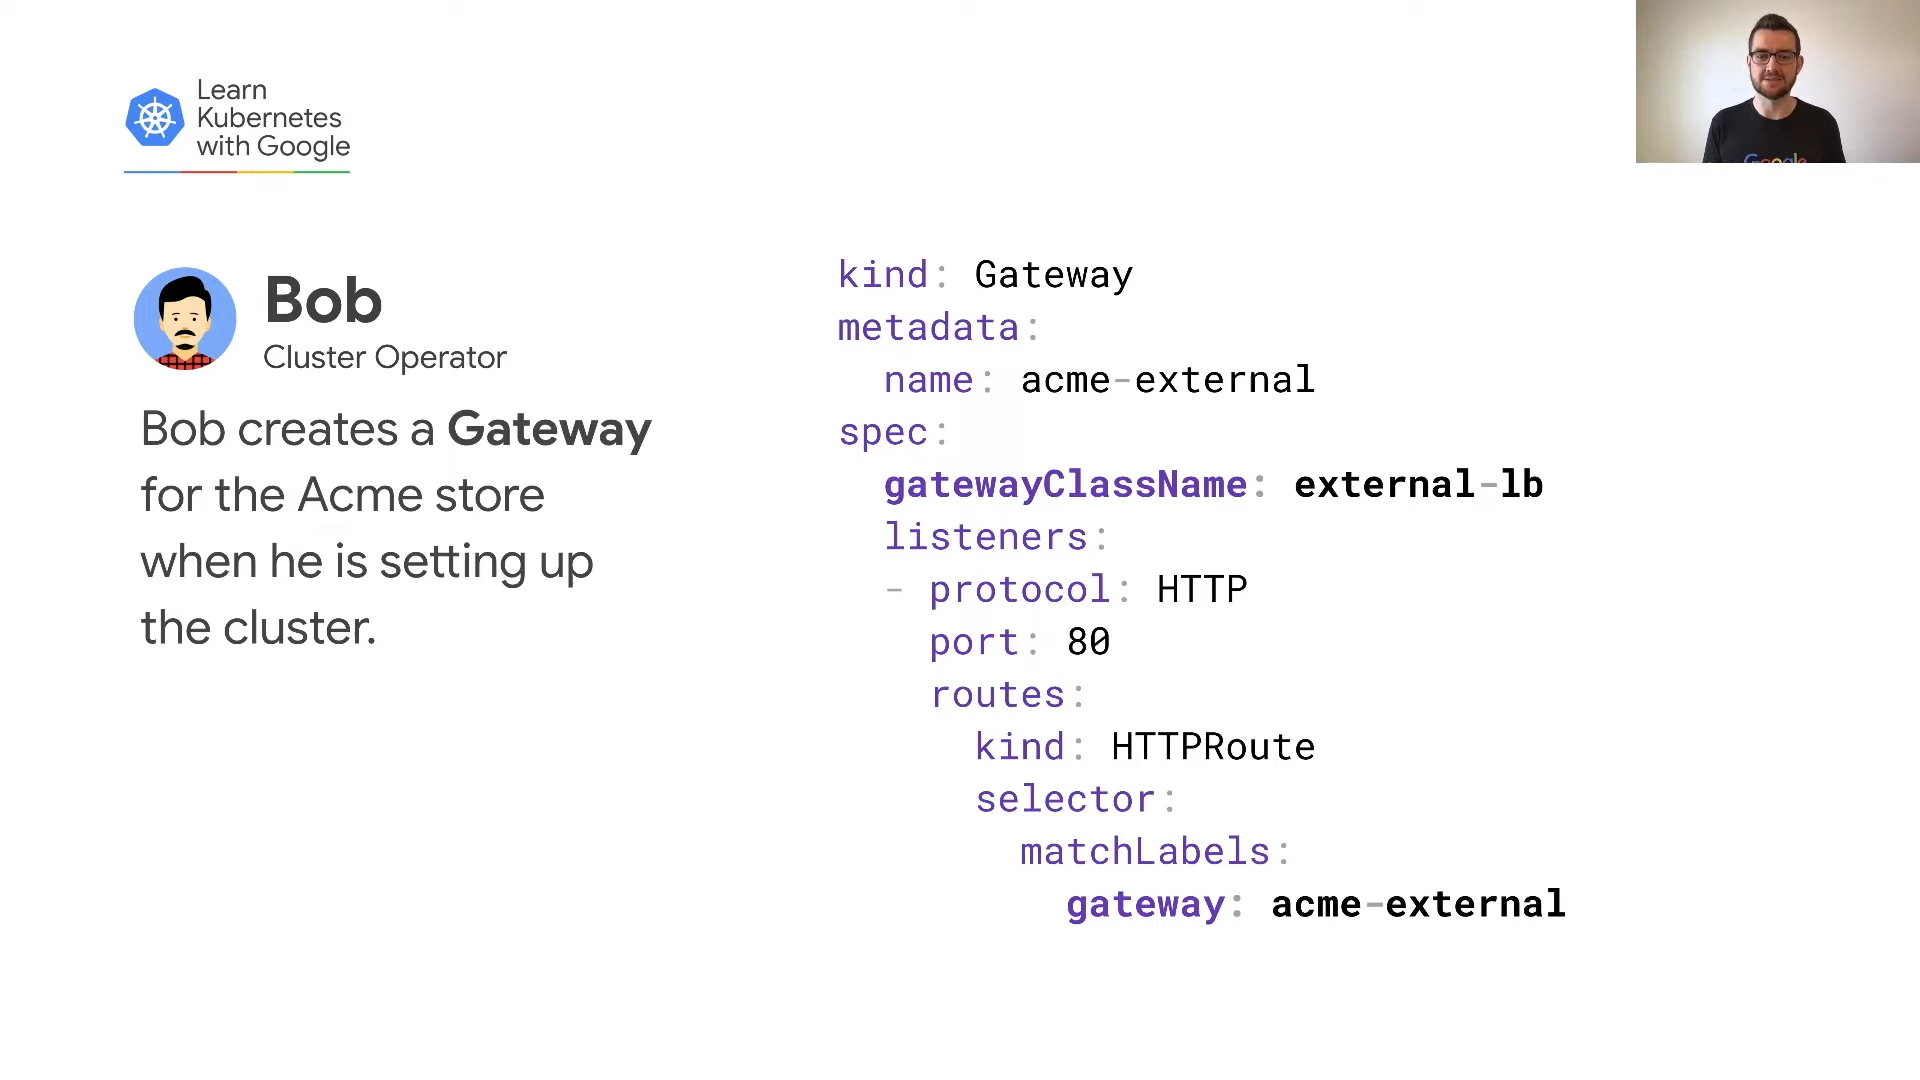 Learn
Kubernetes
with Google
Google
Bob
Cluster Operator
Bob creates a Gateway
for the Acme store
when he is setting up
the cluster.
kind: Gateway
metadata:
  name: acme-external
spec:
  gatewayClassName: external-lb
  listeners:
  - protocol: HTTP
    port: 80
    routes:
      kind: HTTPRoute
      selector:
        matchLabels:
          gateway: acme-external